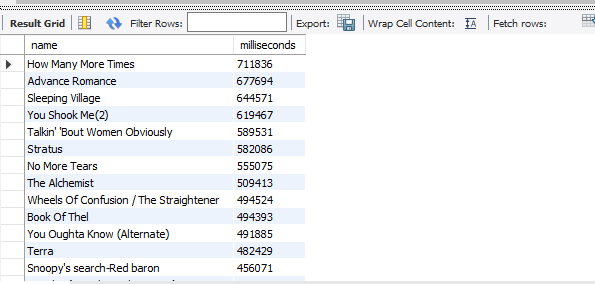 Result Grid Filter Rows: Export: Wrap Cell Content: Fetch rows:
name milliseconds
How Many More Times 711836
Advance Romance 677694
Sleeping Village 644571
You Shook Me(2) 619467
Talkin' 'Bout Women Obviously 589531
Stratus 582086
No More Tears 555075
The Alchemist 509413
Wheels Of Confusion / The Straightener 494524
Book Of Thel 494393
You Oughta Know (Alternate) 491885
Terra 482429
Snoopy's search-Red baron 456071